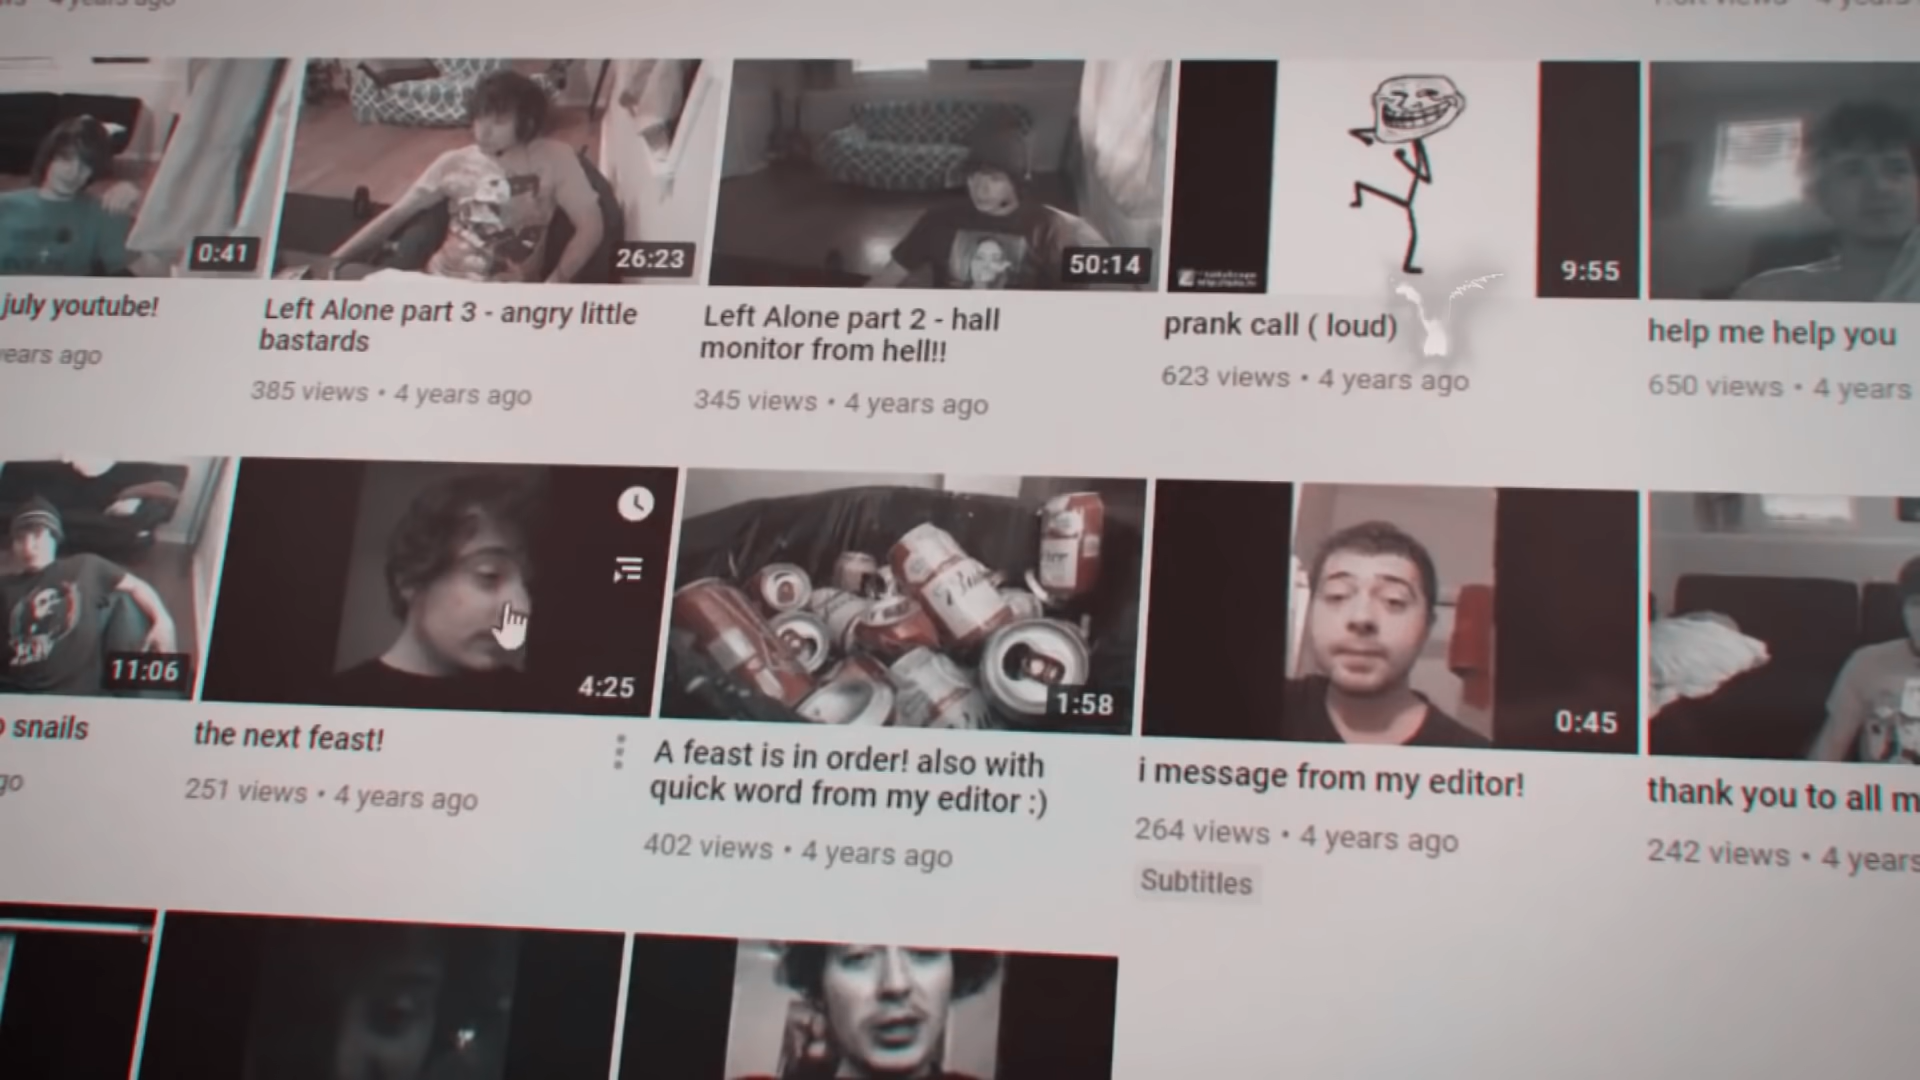 4 years ago
0:41
26:23
50:14
9:55
july youtube!
years ago
Left Alone part 3 - angry little
bastards
385 views • 4 years ago
Left Alone part 2 - hall
monitor from hell!!
345 views • 4 years ago
prank call ( loud)
623 views • 4 years ago
help me help you
650 views • 4 years
11:06
4:25
1:58
0:45
snails
the next feast!
251 views • 4 years ago
A feast is in order! also with
quick word from my editor :)
402 views • 4 years ago
i message from my editor!
264 views • 4 years ago
Subtitles
thank you to all m
242 views • 4 years